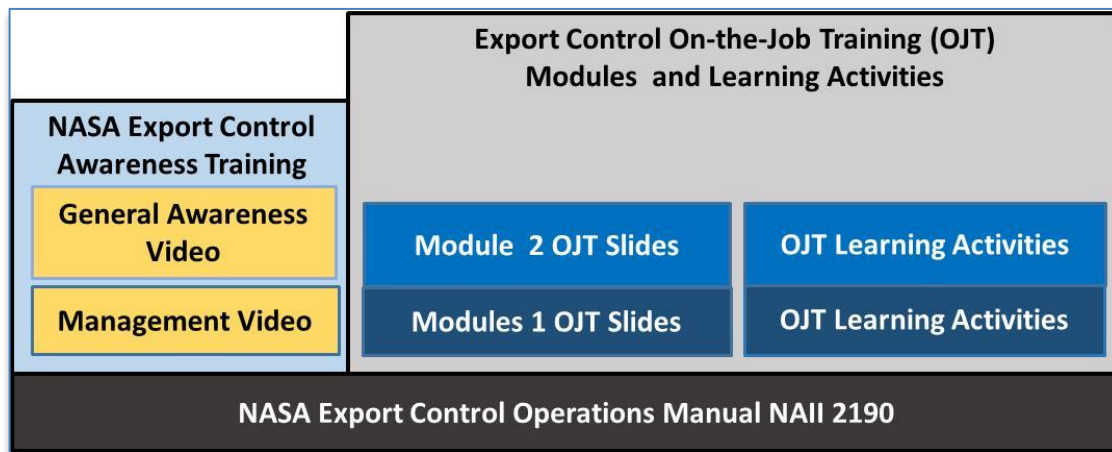 Export Control On-the-Job Training (OJT)
Modules and Learning Activities
NASA Export Control
Awareness Training
General Awareness
Video
Management Video
Module 2 OJT Slides
OJT Learning Activities
Modules 1 OJT Slides
OJT Learning Activities
NASA Export Control Operations Manual NAII 2190